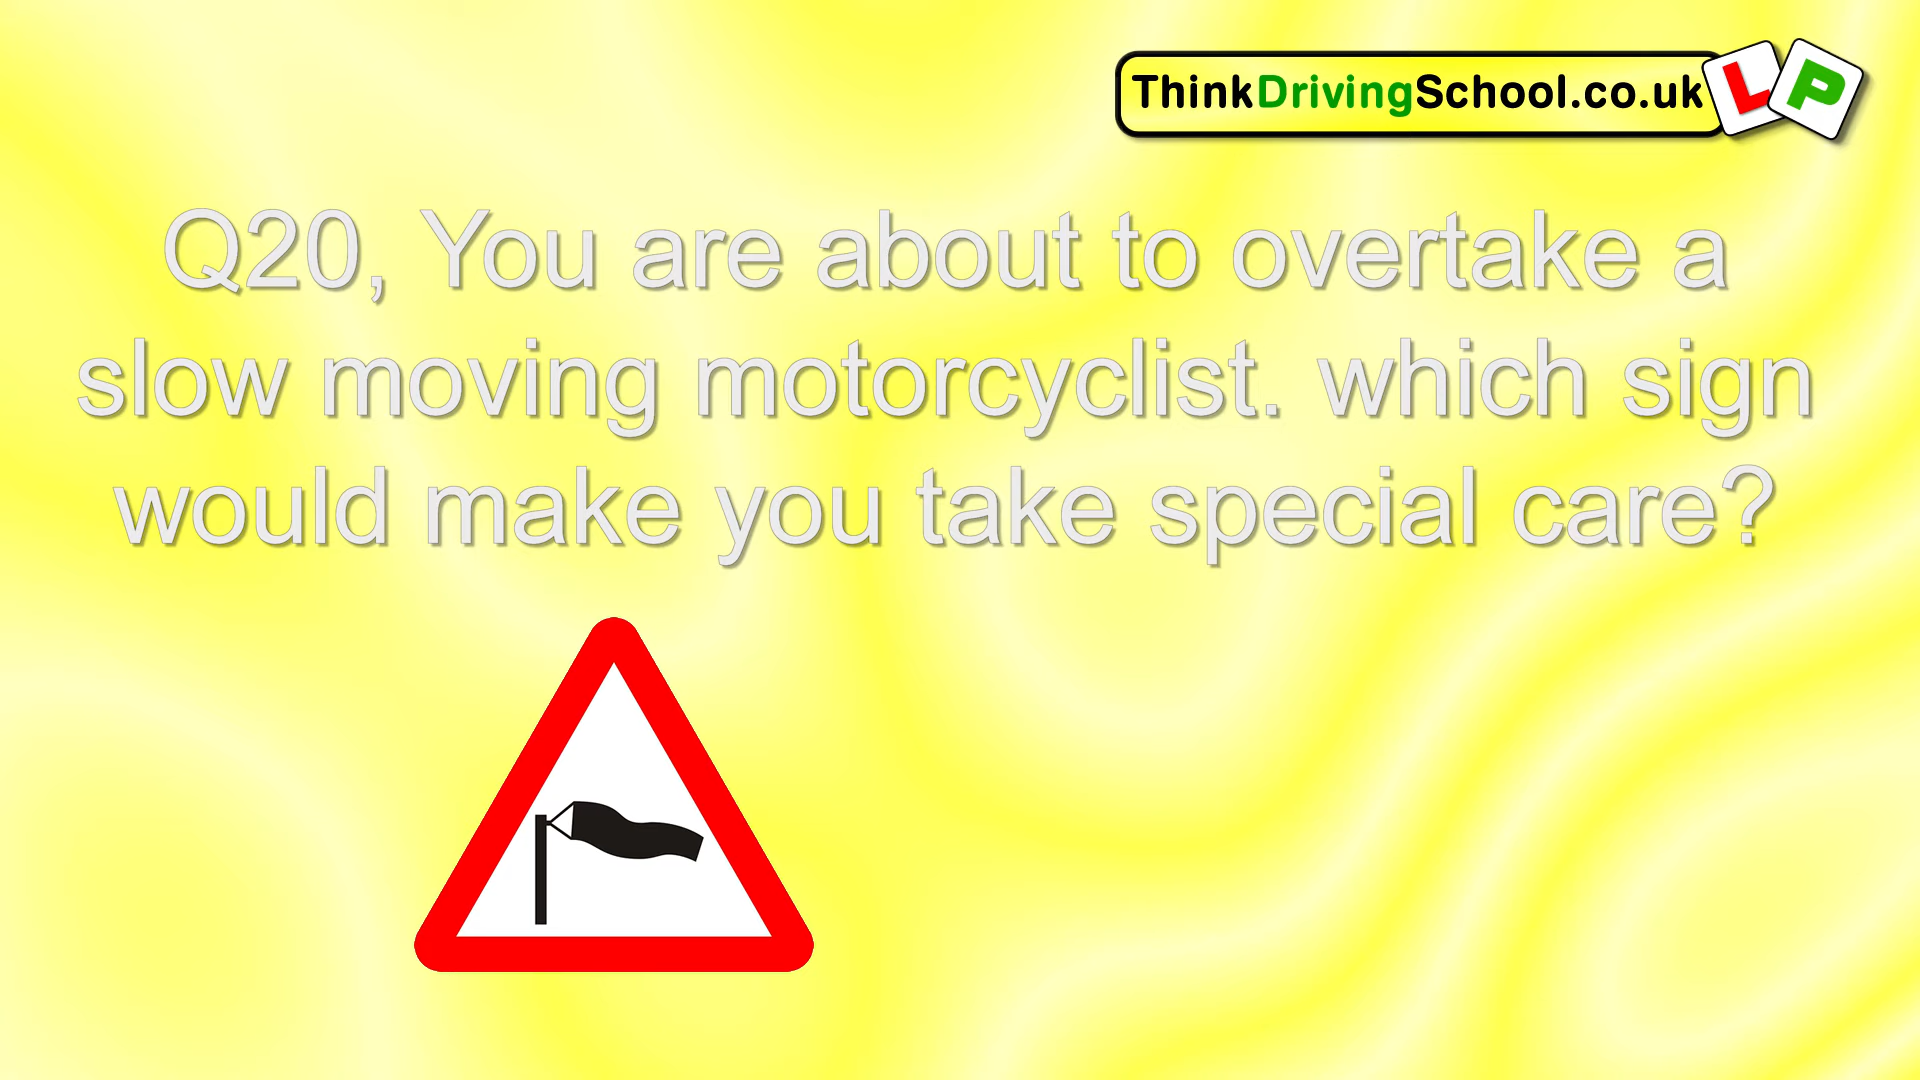 ThinkDrivingSchool.co.uk L P
Q20, You are about to overtake a
slow moving motorcyclist. which sign
would make you take special care?